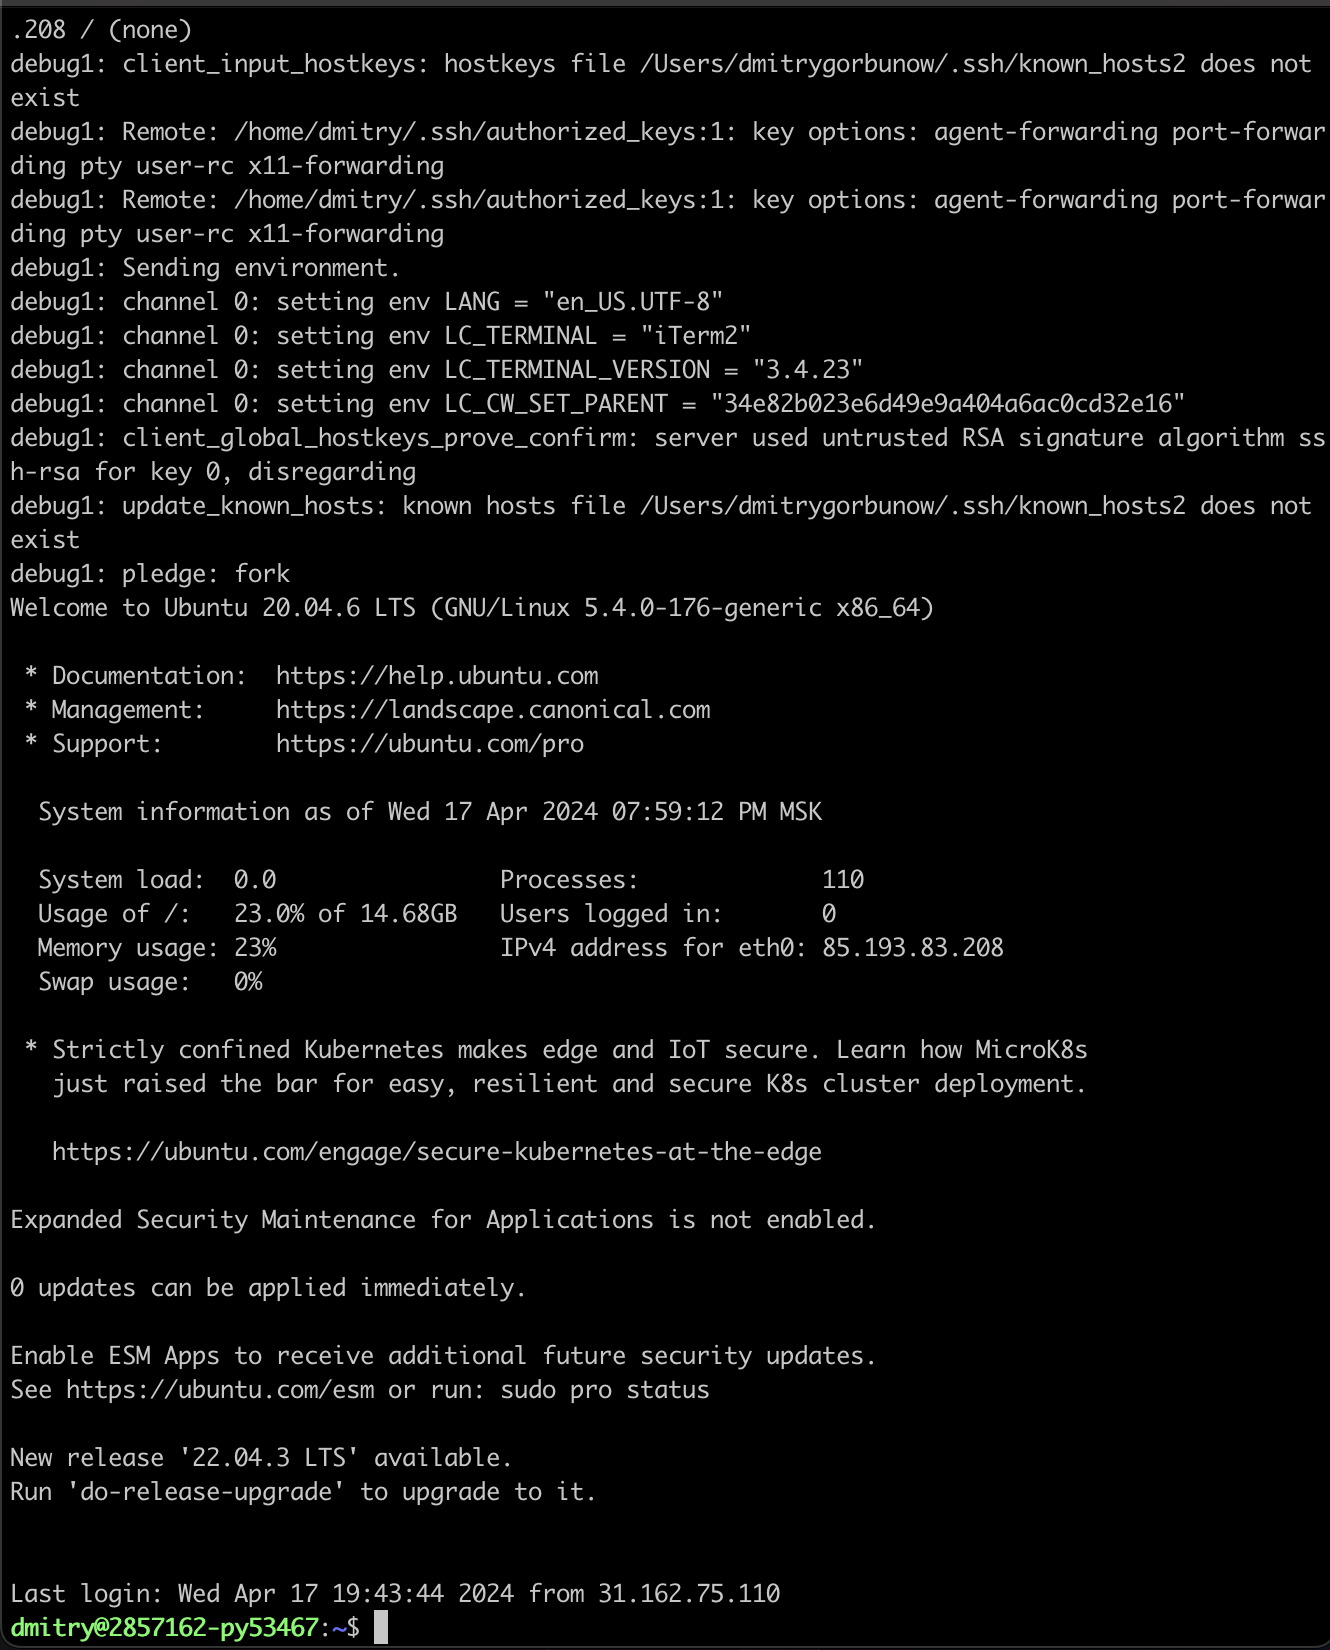 .208 / (none)
debug1: client_input_hostkeys: hostkeys file /Users/dmitrygorbunow/.ssh/known_hosts2 does not
exist
debug1: Remote: /home/dmitry/.ssh/authorized_keys:1: key options: agent-forwarding port-forwar
ding pty user-rc x11-forwarding
debug1: Remote: /home/dmitry/.ssh/authorized_keys:1: key options: agent-forwarding port-forwar
ding pty user-rc x11-forwarding
debug1: Sending environment.
debug1: channel 0: setting env LANG = "en_US.UTF-8"
debug1: channel 0: setting env LC_TERMINAL = "iTerm2"
debug1: channel 0: setting env LC_TERMINAL_VERSION = "3.4.23"
debug1: channel 0: setting env LC_CW_SET_PARENT = "34e82b023e6d49e9a404a6ac0cd32e16"
debug1: client_global_hostkeys_prove_confirm: server used untrusted RSA signature algorithm ss
h-rsa for key 0, disregarding
debug1: update_known_hosts: known hosts file /Users/dmitrygorbunow/.ssh/known_hosts2 does not
exist
debug1: pledge: fork
Welcome to Ubuntu 20.04.6 LTS (GNU/Linux 5.4.0-176-generic x86_64)

 * Documentation:  https://help.ubuntu.com
 * Management:     https://landscape.canonical.com
 * Support:        https://ubuntu.com/pro

  System information as of Wed 17 Apr 2024 07:59:12 PM MSK

  System load:  0.0                Processes:             110
  Usage of /:   23.0% of 14.68GB   Users logged in:       0
  Memory usage: 23%                IPv4 address for eth0: 85.193.83.208
  Swap usage:   0%

 * Strictly confined Kubernetes makes edge and IoT secure. Learn how MicroK8s
   just raised the bar for easy, resilient and secure K8s cluster deployment.

   https://ubuntu.com/engage/secure-kubernetes-at-the-edge

Expanded Security Maintenance for Applications is not enabled.

0 updates can be applied immediately.

Enable ESM Apps to receive additional future security updates.
See https://ubuntu.com/esm or run: sudo pro status

New release '22.04.3 LTS' available.
Run 'do-release-upgrade' to upgrade to it.


Last login: Wed Apr 17 19:43:44 2024 from 31.162.75.110
dmitry@2857162-py53467:~$